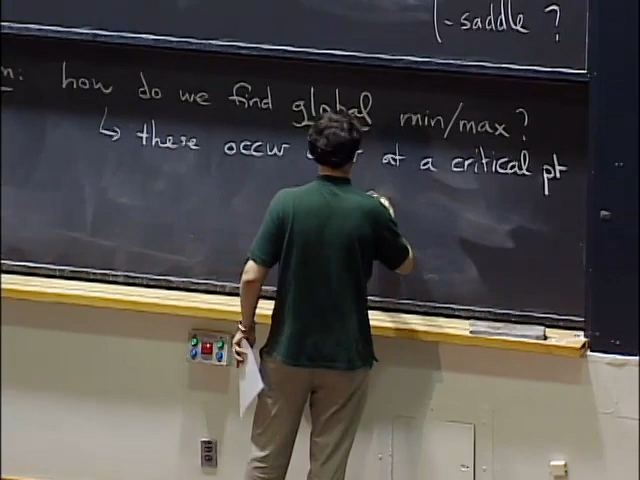 - saddle ?
how do we find global min/max?
↳ these occur at a critical pt